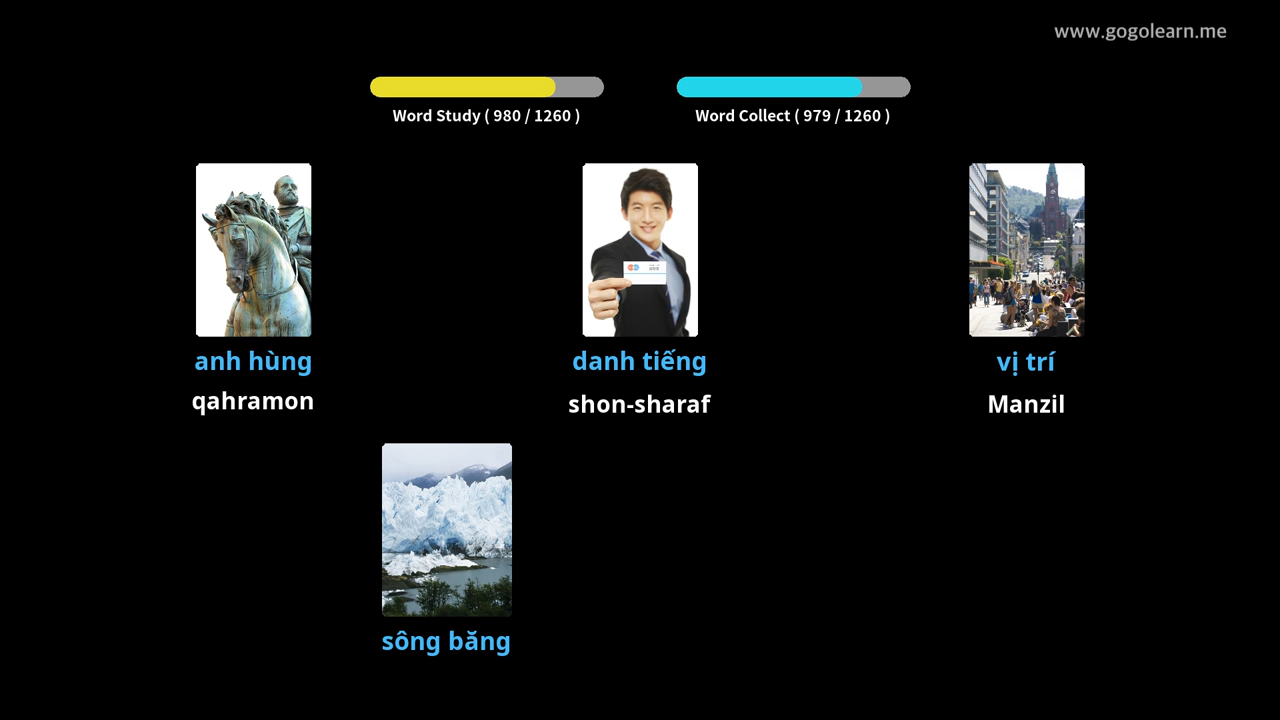 www.gogolearn.me
Word Study ( 980 / 1260 )
Word Collect ( 979 / 1260 )
anh hùng
danh tiếng
vị trí
qahramon
shon-sharaf
Manzil
sông băng